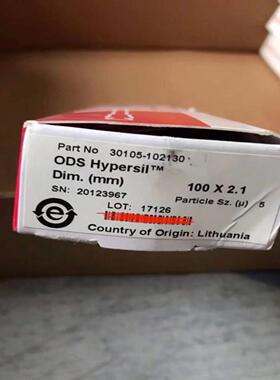 Part No 30105-102130
ODS Hypersil™
Dim. (mm) 100 X 2.1
SN: 20123967 Particle Sz. (µ) 5
LOT: 17126
Country of Origin: Lithuania